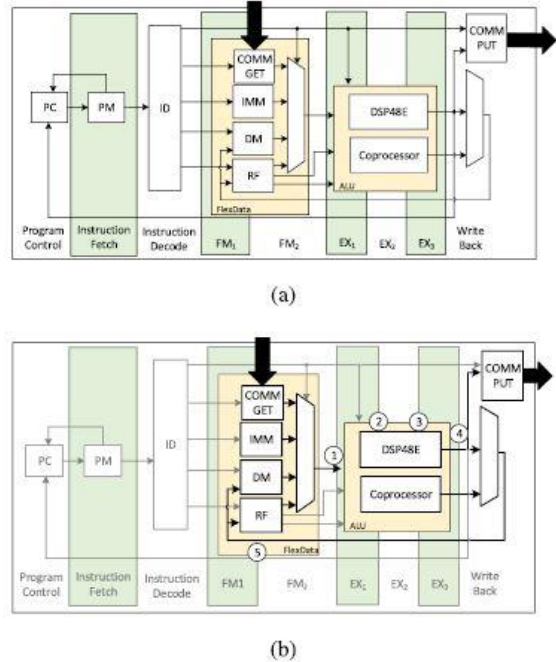 COMM
PUT
COMM
GET
IMM
DM
RF
FlexData
PC
PM
ID
DSP48E
Coprocessor
ALU
Program
Control
Instruction
Fetch
Instruction
Decode
FM₁
FM₂
EX₁
EX₂
EX₃
Write
Back
(a)
COMM
PUT
COMM
GET
IMM
DM
RF
FlexData
PC
PM
ID
1
2
3
4
DSP48E
Coprocessor
ALU
5
Program
Control
Instruction
Fetch
Instruction
Decode
FM1
FM₂
EX₁
EX₂
EX₃
Write
Back
(b)